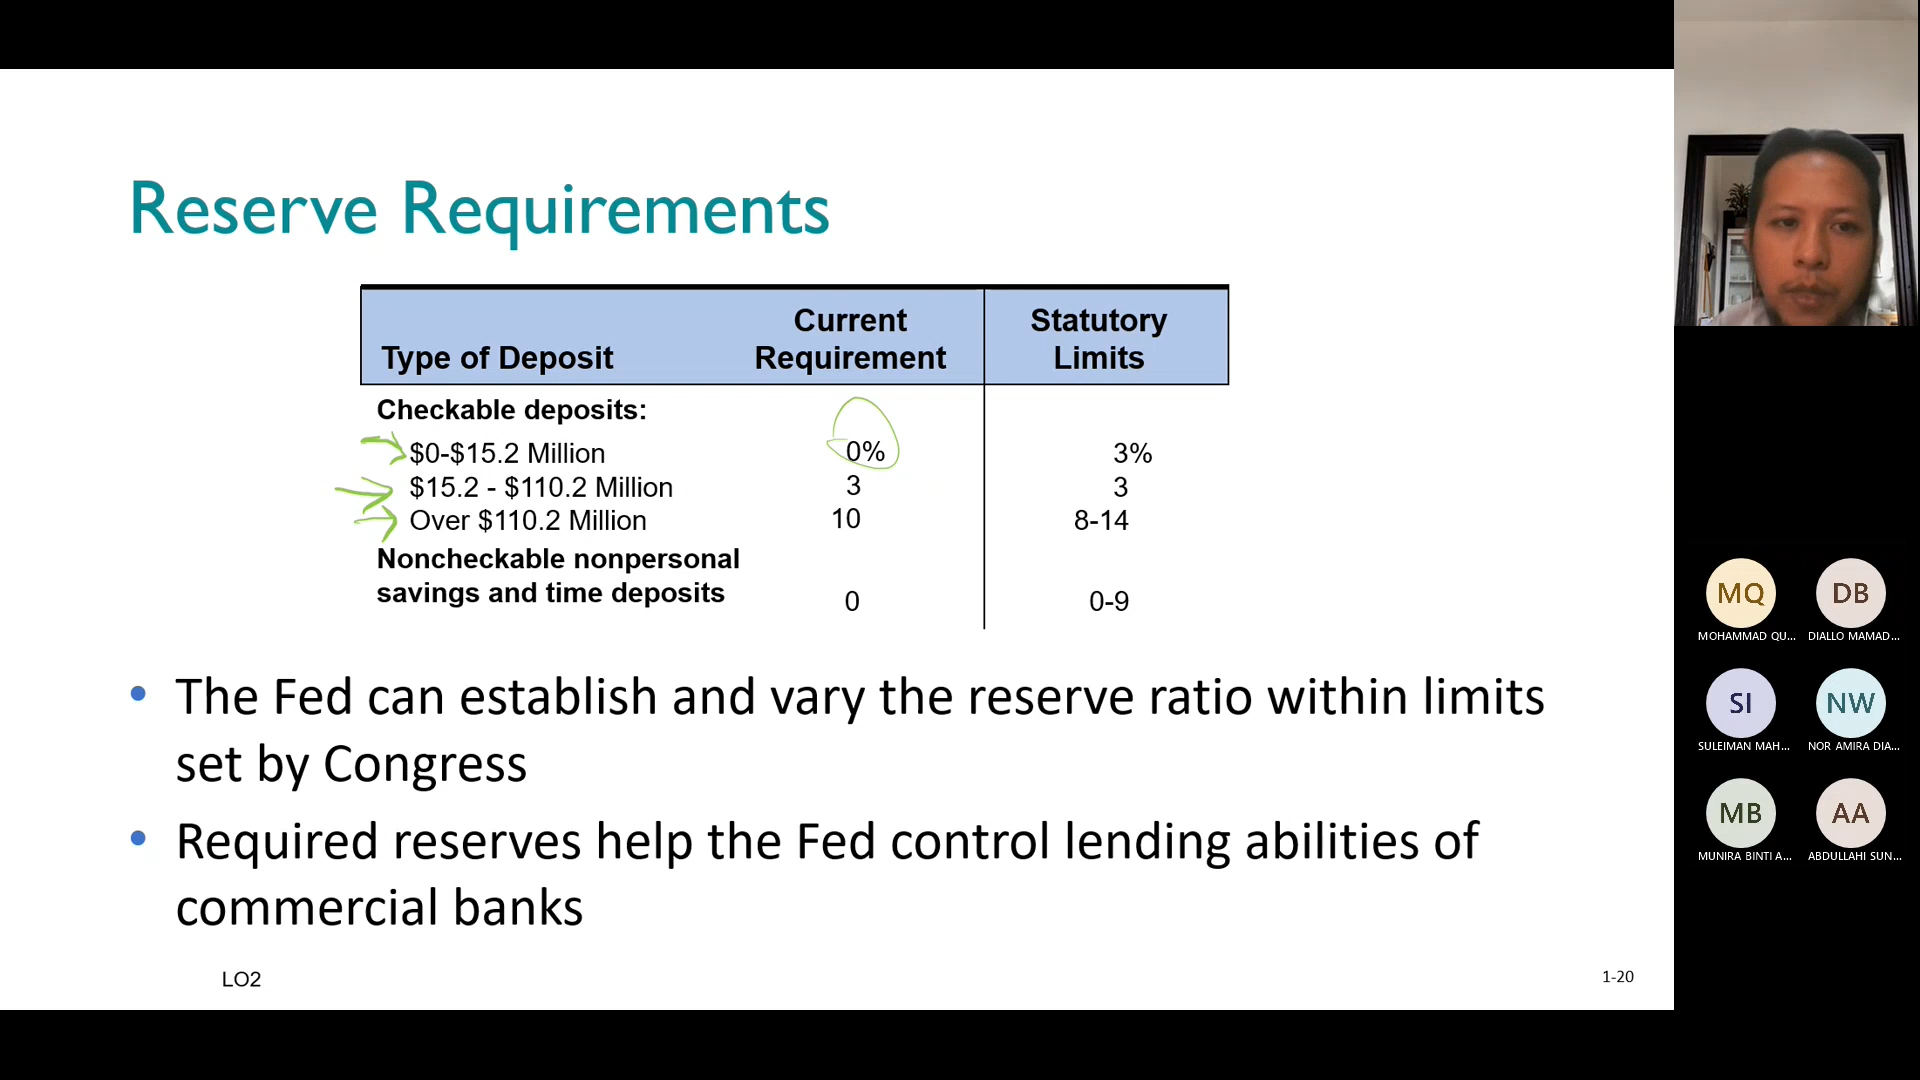 Reserve Requirements
Current Statutory
Type of Deposit Requirement Limits
Checkable deposits:
$0-$15.2 Million 0% 3%
$15.2 - $110.2 Million 3 3
Over $110.2 Million 10 8-14
Noncheckable nonpersonal
savings and time deposits 0 0-9
• The Fed can establish and vary the reserve ratio within limits
set by Congress
• Required reserves help the Fed control lending abilities of
commercial banks
LO2
1-20
MQ DB
MOHAMMAD QU... DIALLO MAMAD...
SI NW
SULEIMAN MAH... NOR AMIRA DIA...
MB AA
MUNIRA BINTI A... ABDULLAHI SUN...